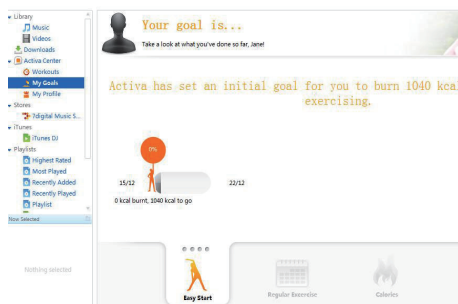 Library
Music
Videos
Downloads
Activa Center
Workouts
My Goals
My Profile
Stores
7digital Music S...
iTunes
iTunes DJ
Playlists
Highest Rated
Most Played
Recently Added
Recently Played
Playlist
Now Selected
Nothing selected
Your goal is...
Take a look at what you've done so far, Jane!
Activa has set an initial goal for you to burn 1040 kcal
exercising.
0%
15/12
22/12
0 kcal burnt, 1040 kcal to go
Easy Start
Regular Exercise
Calories